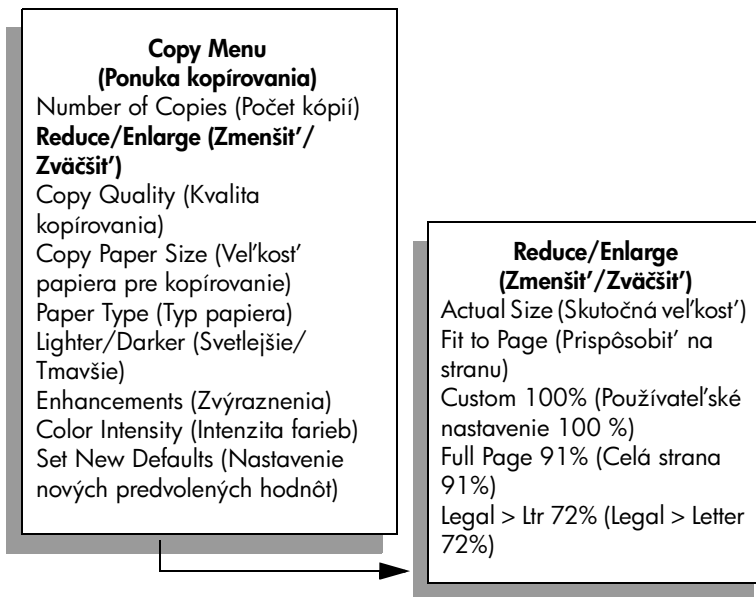 Copy Menu
(Ponuka kopírovania)
Number of Copies (Počet kópií)
Reduce/Enlarge (Zmenšiť/
Zväčšiť)
Copy Quality (Kvalita
kopírovania)
Copy Paper Size (Veľkosť
papiera pre kopírovanie)
Paper Type (Typ papiera)
Lighter/Darker (Svetlejšie/
Tmavšie)
Enhancements (Zvýraznenia)
Color Intensity (Intenzita farieb)
Set New Defaults (Nastavenie
nových predvolených hodnôt)
Reduce/Enlarge
(Zmenšiť/Zväčšiť)
Actual Size (Skutočná veľkosť)
Fit to Page (Prispôsobiť na
stranu)
Custom 100% (Používateľské
nastavenie 100 %)
Full Page 91% (Celá strana
91%)
Legal > Ltr 72% (Legal > Letter
72%)